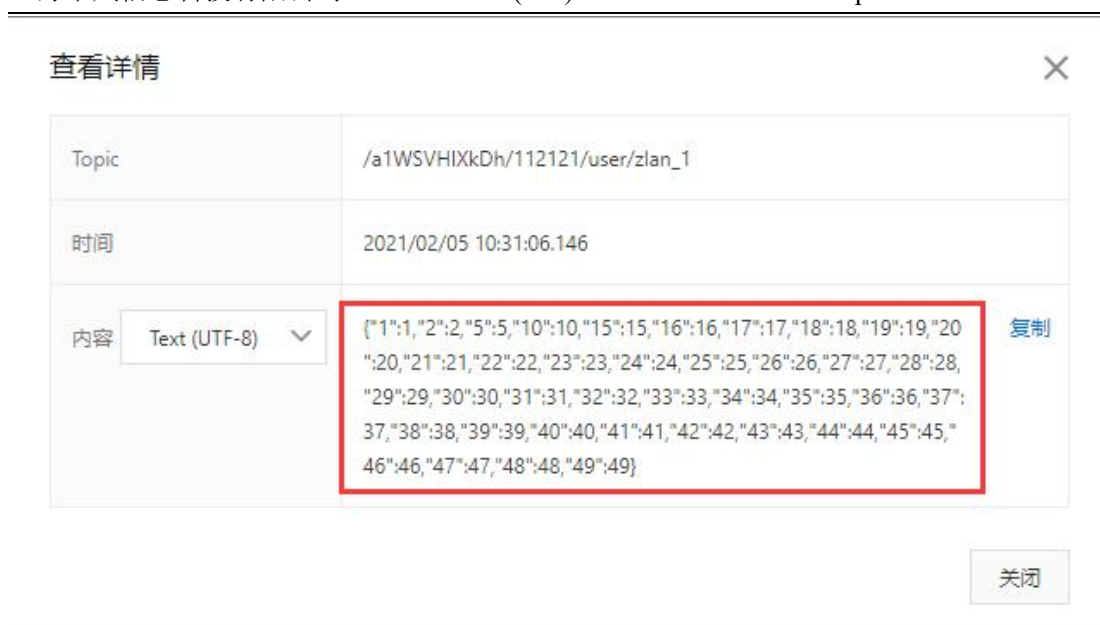 查看详情
Topic
/a1WSVHIXkDh/112121/user/zlan_1
时间
2021/02/05 10:31:06.146
内容
Text (UTF-8)
{"1":1,"2":2,"5":5,"10":10,"15":15,"16":16,"17":17,"18":18,"19":19,"20
":20,"21":21,"22":22,"23":23,"24":24,"25":25,"26":26,"27":27,"28":28,
"29":29,"30":30,"31":31,"32":32,"33":33,"34":34,"35":35,"36":36,"37":
37,"38":38,"39":39,"40":40,"41":41,"42":42,"43":43,"44":44,"45":45,"
46":46,"47":47,"48":48,"49":49}
复制
关闭